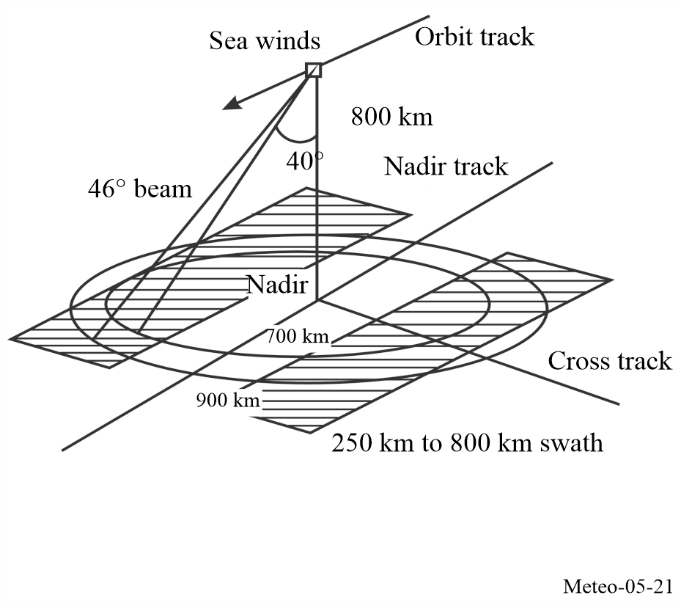 Sea winds
Orbit track
800 km
40°
Nadir track
46° beam
Nadir
700 km
Cross track
900 km
250 km to 800 km swath
Meteo-05-21